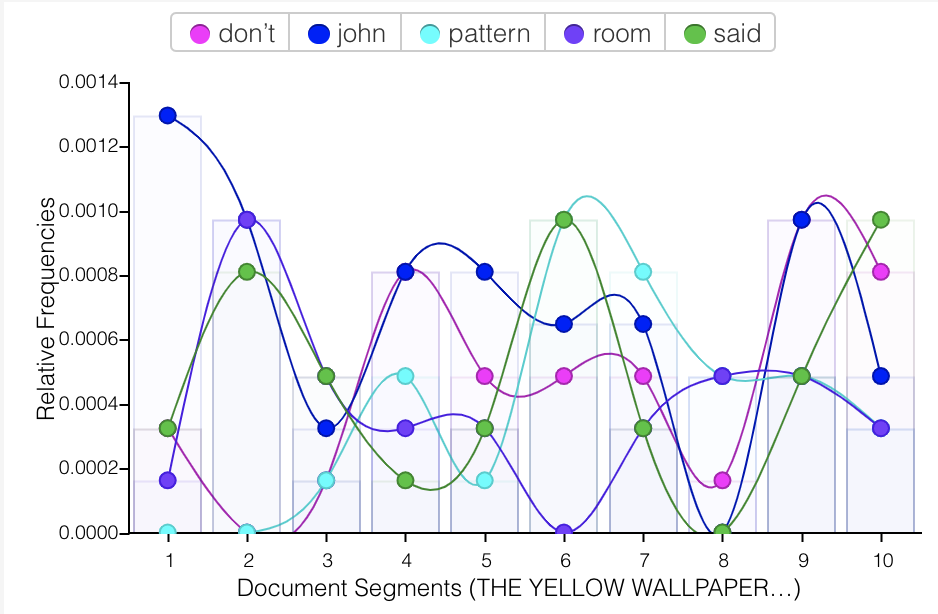 don't john pattern room said
0.0014
0.0012
0.0010
0.0008
0.0006
0.0004
0.0002
0.0000
Relative Frequencies
1 2 3 4 5 6 7 8 9 10
Document Segments (THE YELLOW WALLPAPER…)